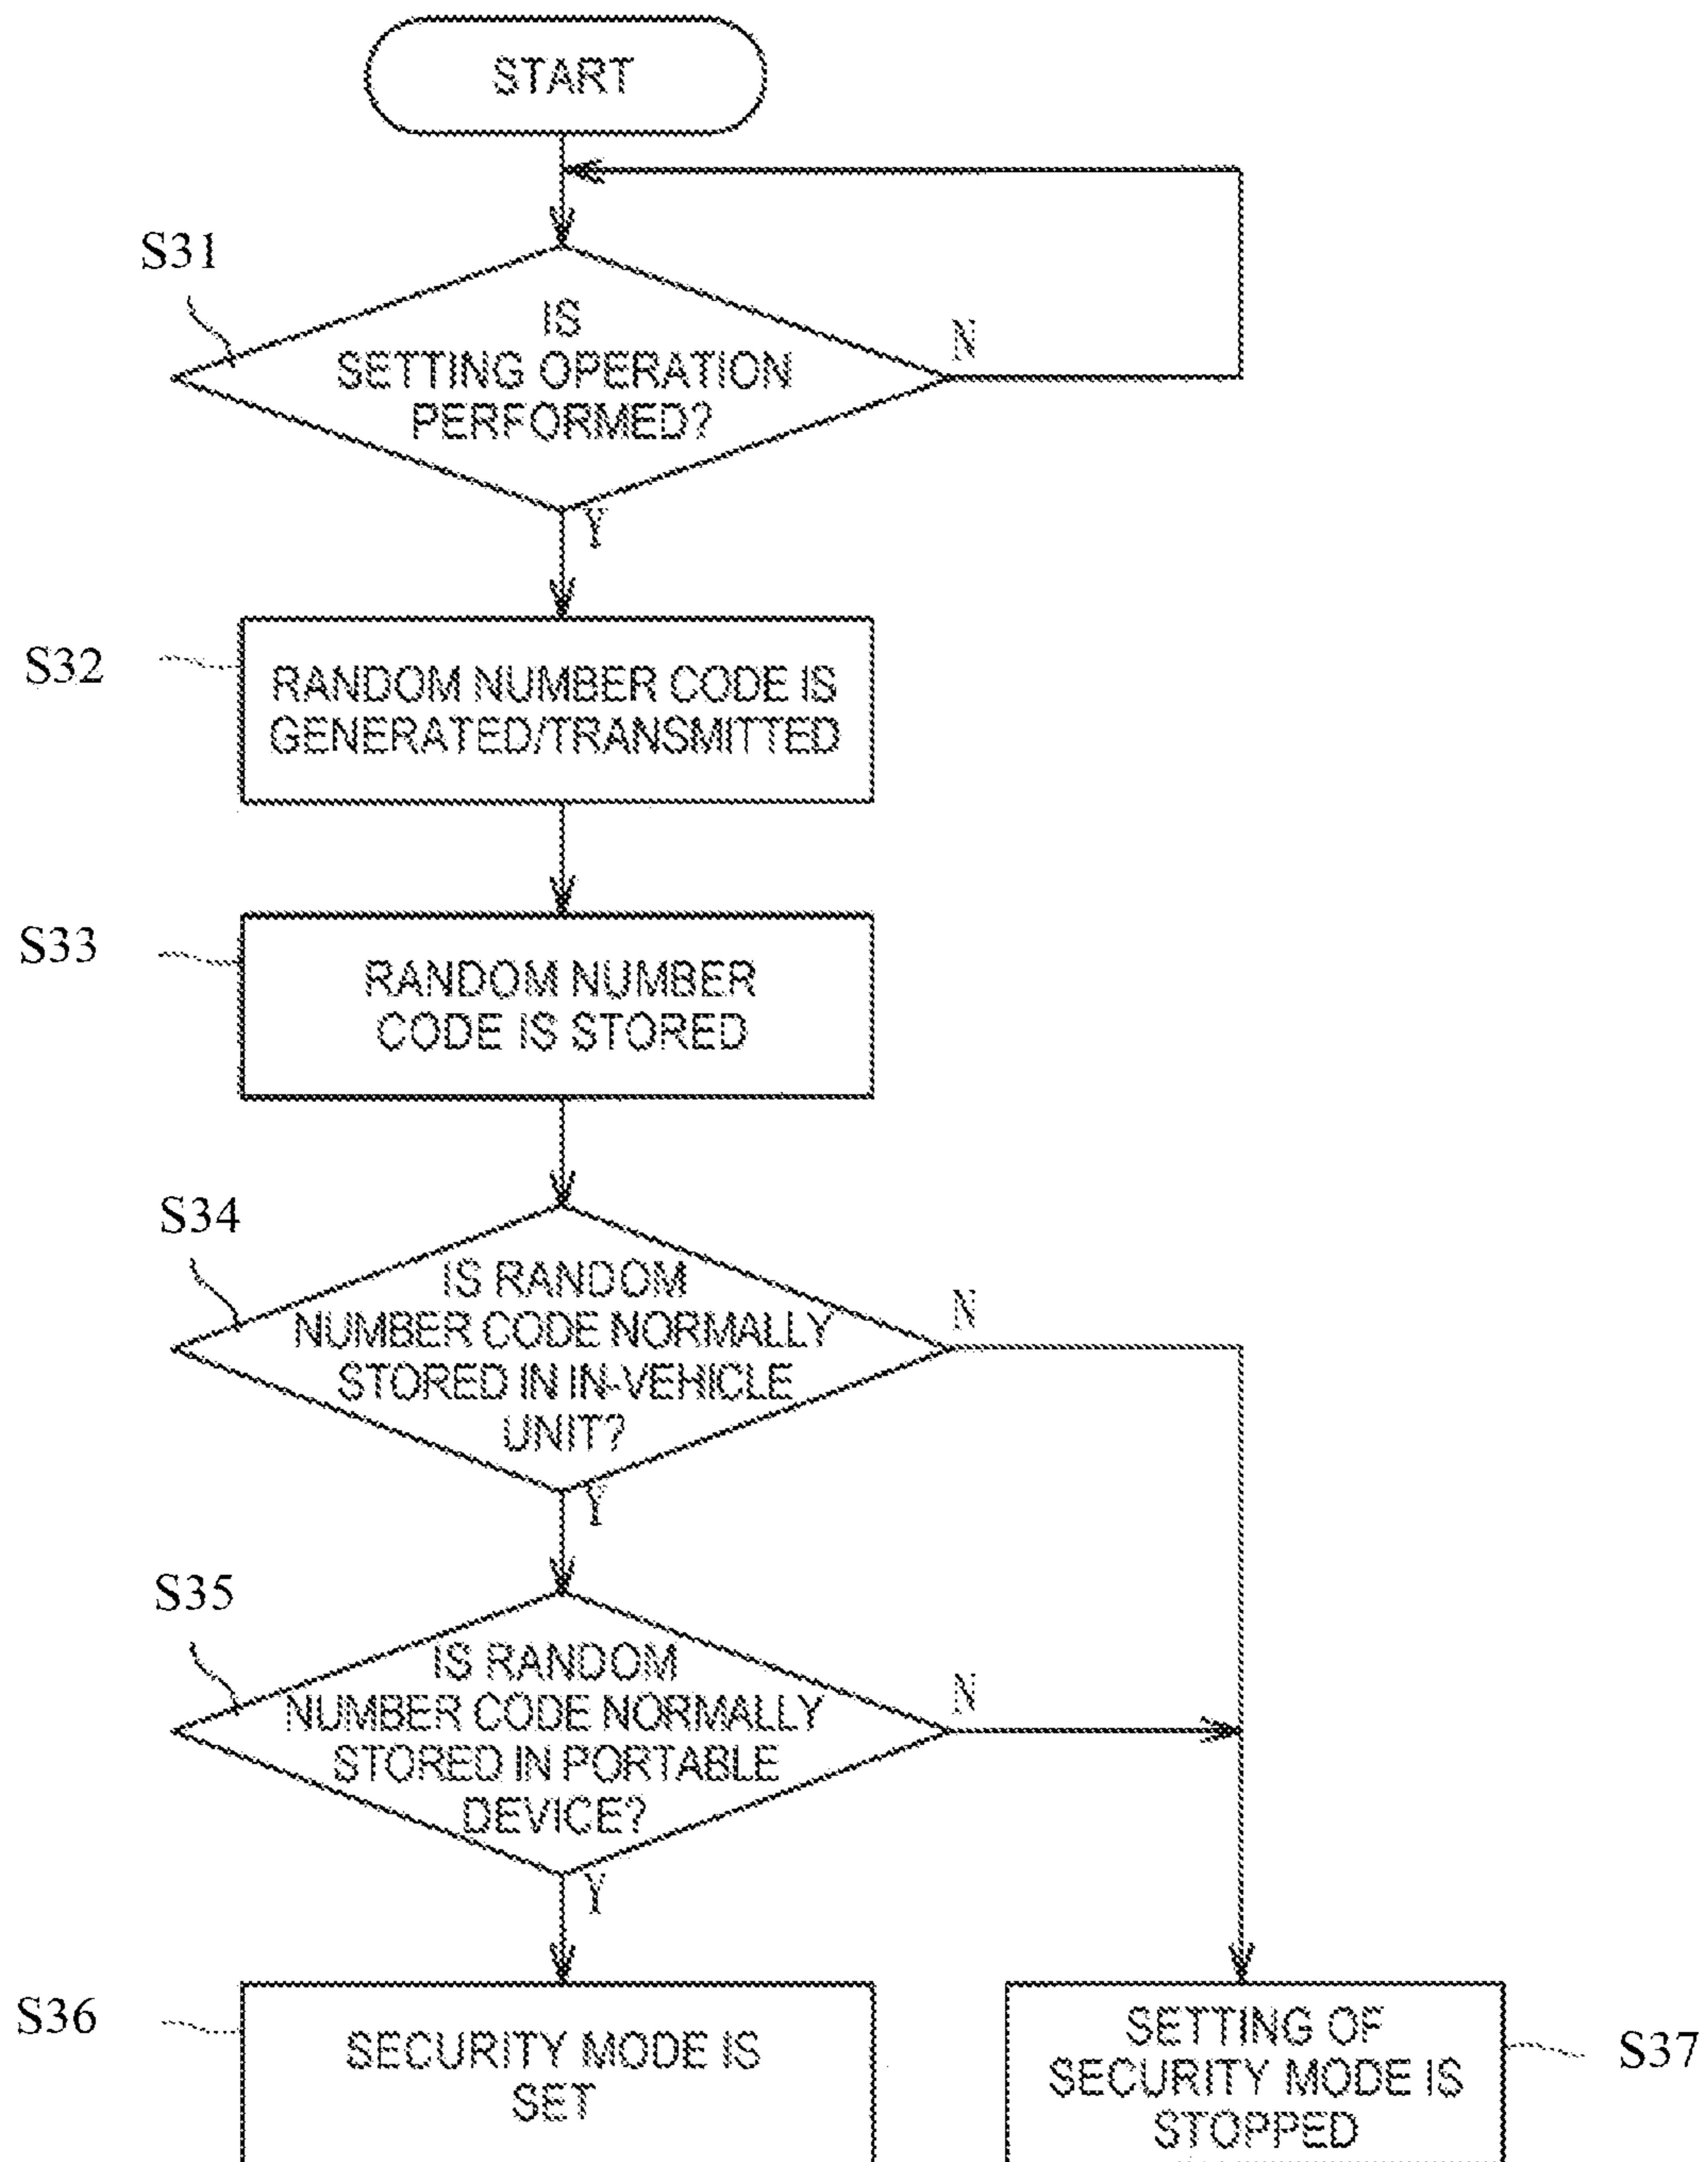 START
S31
IS
SETTING OPERATION
PERFORMED?
N
Y
S32
RANDOM NUMBER CODE IS
GENERATED/TRANSMITTED
S33
RANDOM NUMBER
CODE IS STORED
S34
IS RANDOM
NUMBER CODE NORMALLY
STORED IN IN-VEHICLE
UNIT?
N
Y
S35
IS RANDOM
NUMBER CODE NORMALLY
STORED IN PORTABLE
DEVICE?
N
Y
S36
SECURITY MODE IS
SET
SETTING OF
SECURITY MODE IS
STOPPED
S37